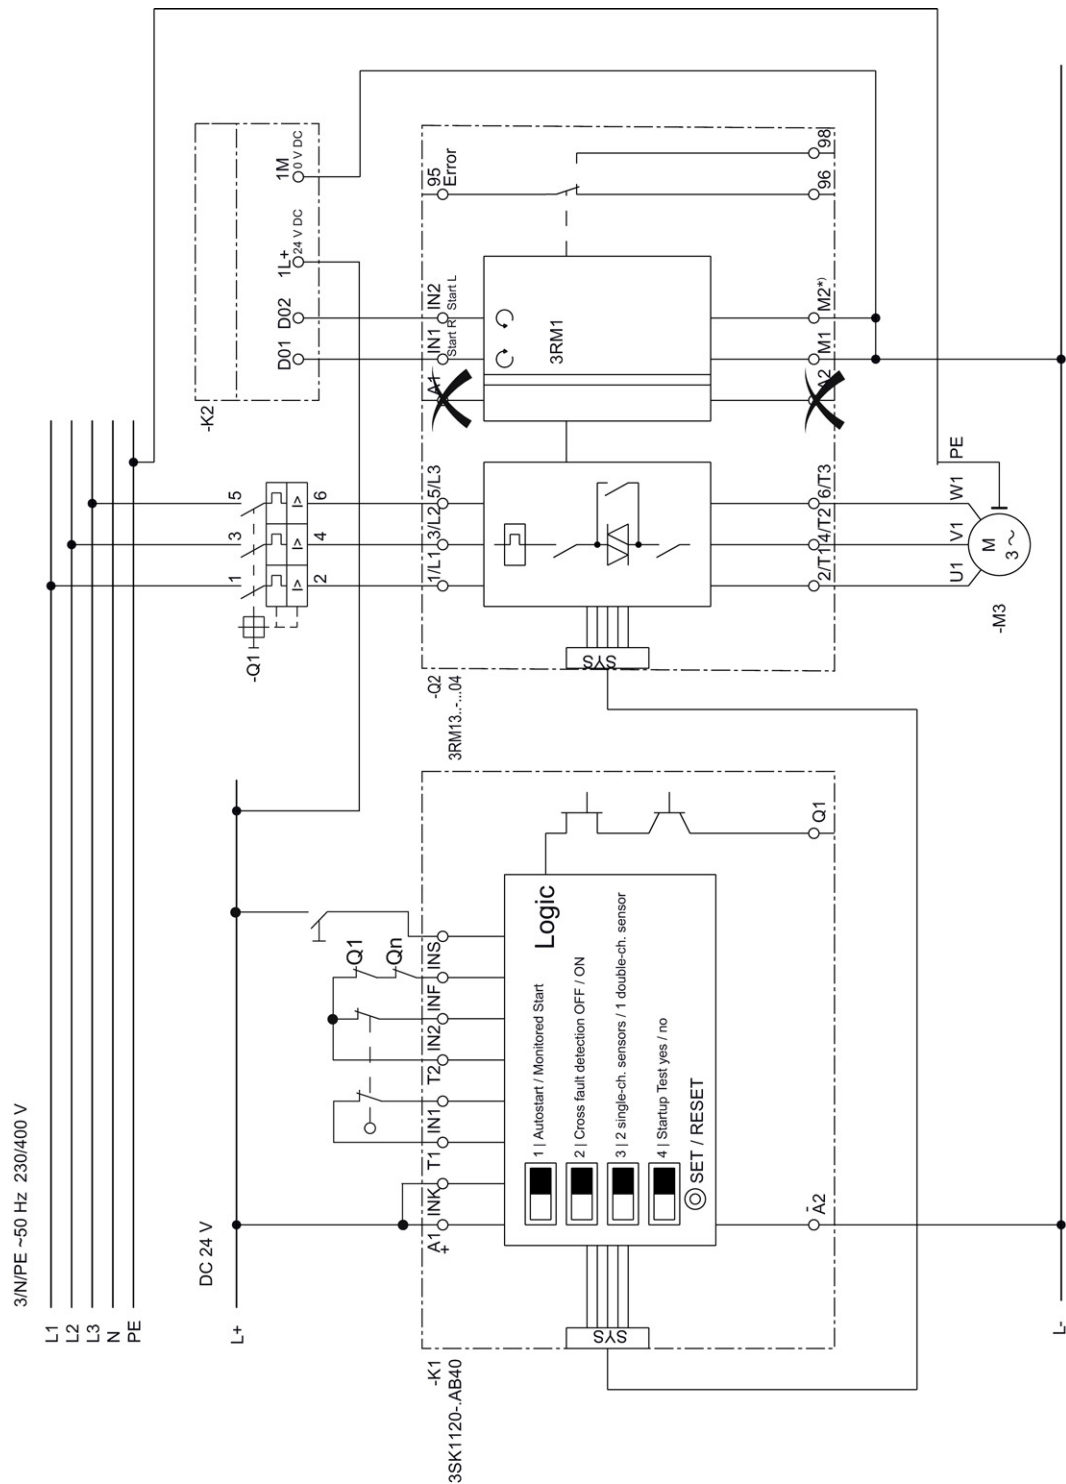 3/N/PE ~50 Hz 230/400 V
L1
L2
L3
N
PE
DC 24 V
L+
-K1
3SK1120-.AB40
A1
+
INK
T1
IN1
T2
IN2
INF
INS
Q1
Qn
SYS
1 | Autostart / Monitored Start
2 | Cross fault detection OFF / ON
3 | 2 single-ch. sensors / 1 double-ch. sensor
4 | Startup Test yes / no
SET / RESET
Logic
-
A2
Q1
L-
-Q1
1
3
5
I>
I>
I>
2
4
6
-K2
D01
D02
1L+
24 V DC
1M
0 V DC
-Q2
3RM13..-...04
1/L1
3/L2
5/L3
A1
IN1
Start R
IN2
Start L
95
Error
SYS
3RM1
2/T1
4/T2
6/T3
A2
M1
M2*)
96
98
U1
V1
W1
PE
M
3 ~
-M3